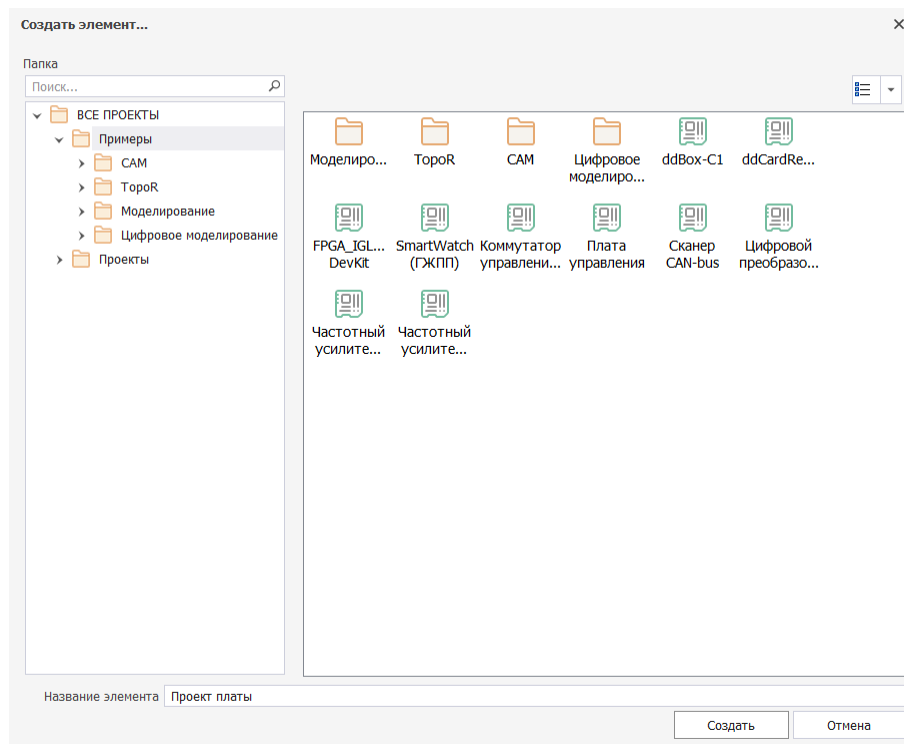 Создать элемент...
Папка
Поиск...
ВСЕ ПРОЕКТЫ
Примеры
CAM
TopoR
Моделирование
Цифровое моделирование
Проекты
Моделиро...
TopoR
CAM
Цифровое
моделиро...
ddBox-C1
ddCardRe...
FPGA_IGL...
DevKit
SmartWatch
(ГЖПП)
Коммутатор
управлени...
Плата
управления
Сканер
CAN-bus
Цифровой
преобразо...
Частотный
усилите...
Частотный
усилите...
Название элемента
Проект платы
Создать
Отмена